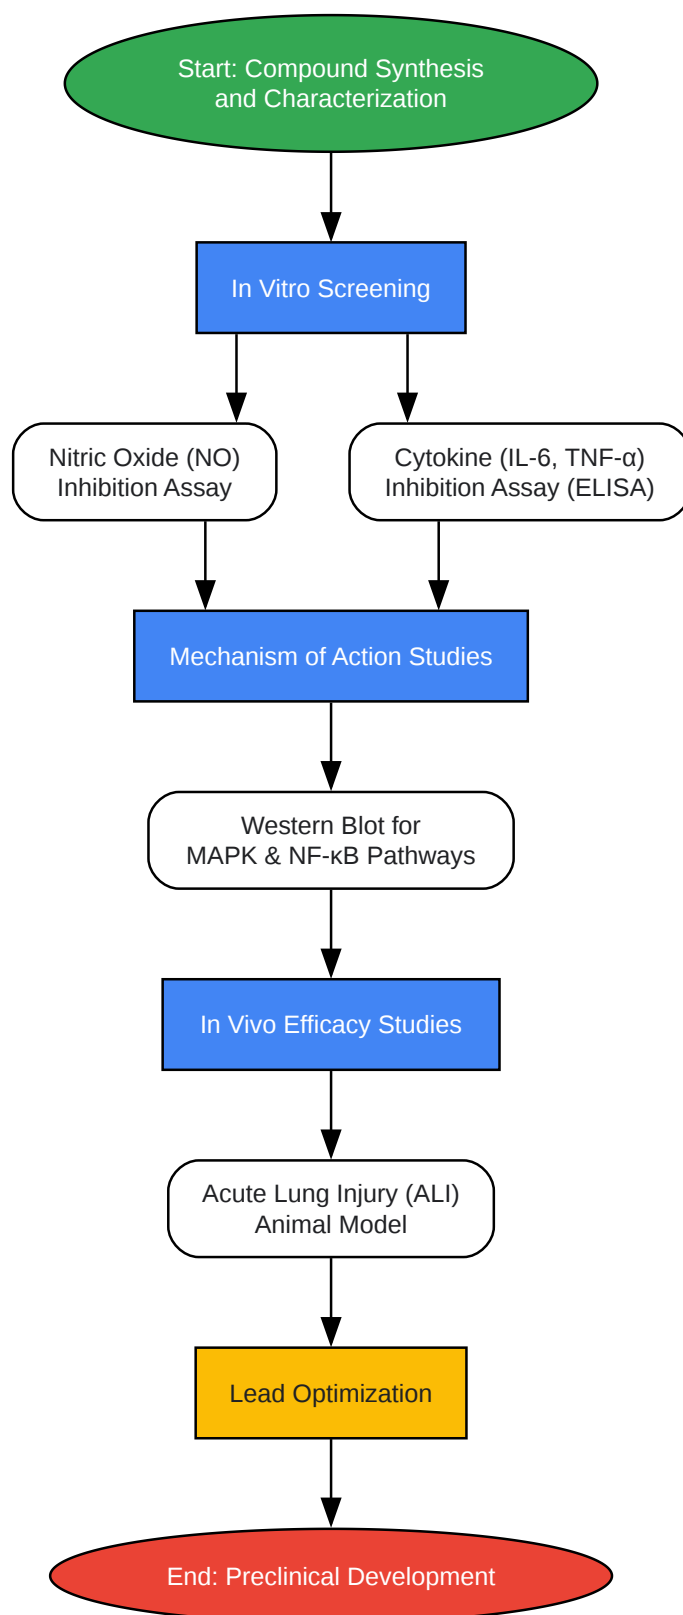 Start: Compound Synthesis
and Characterization
In Vitro Screening
Nitric Oxide (NO)
Inhibition Assay
Cytokine (IL-6, TNF-α)
Inhibition Assay (ELISA)
Mechanism of Action Studies
Western Blot for
MAPK & NF-κB Pathways
In Vivo Efficacy Studies
Acute Lung Injury (ALI)
Animal Model
Lead Optimization
End: Preclinical Development